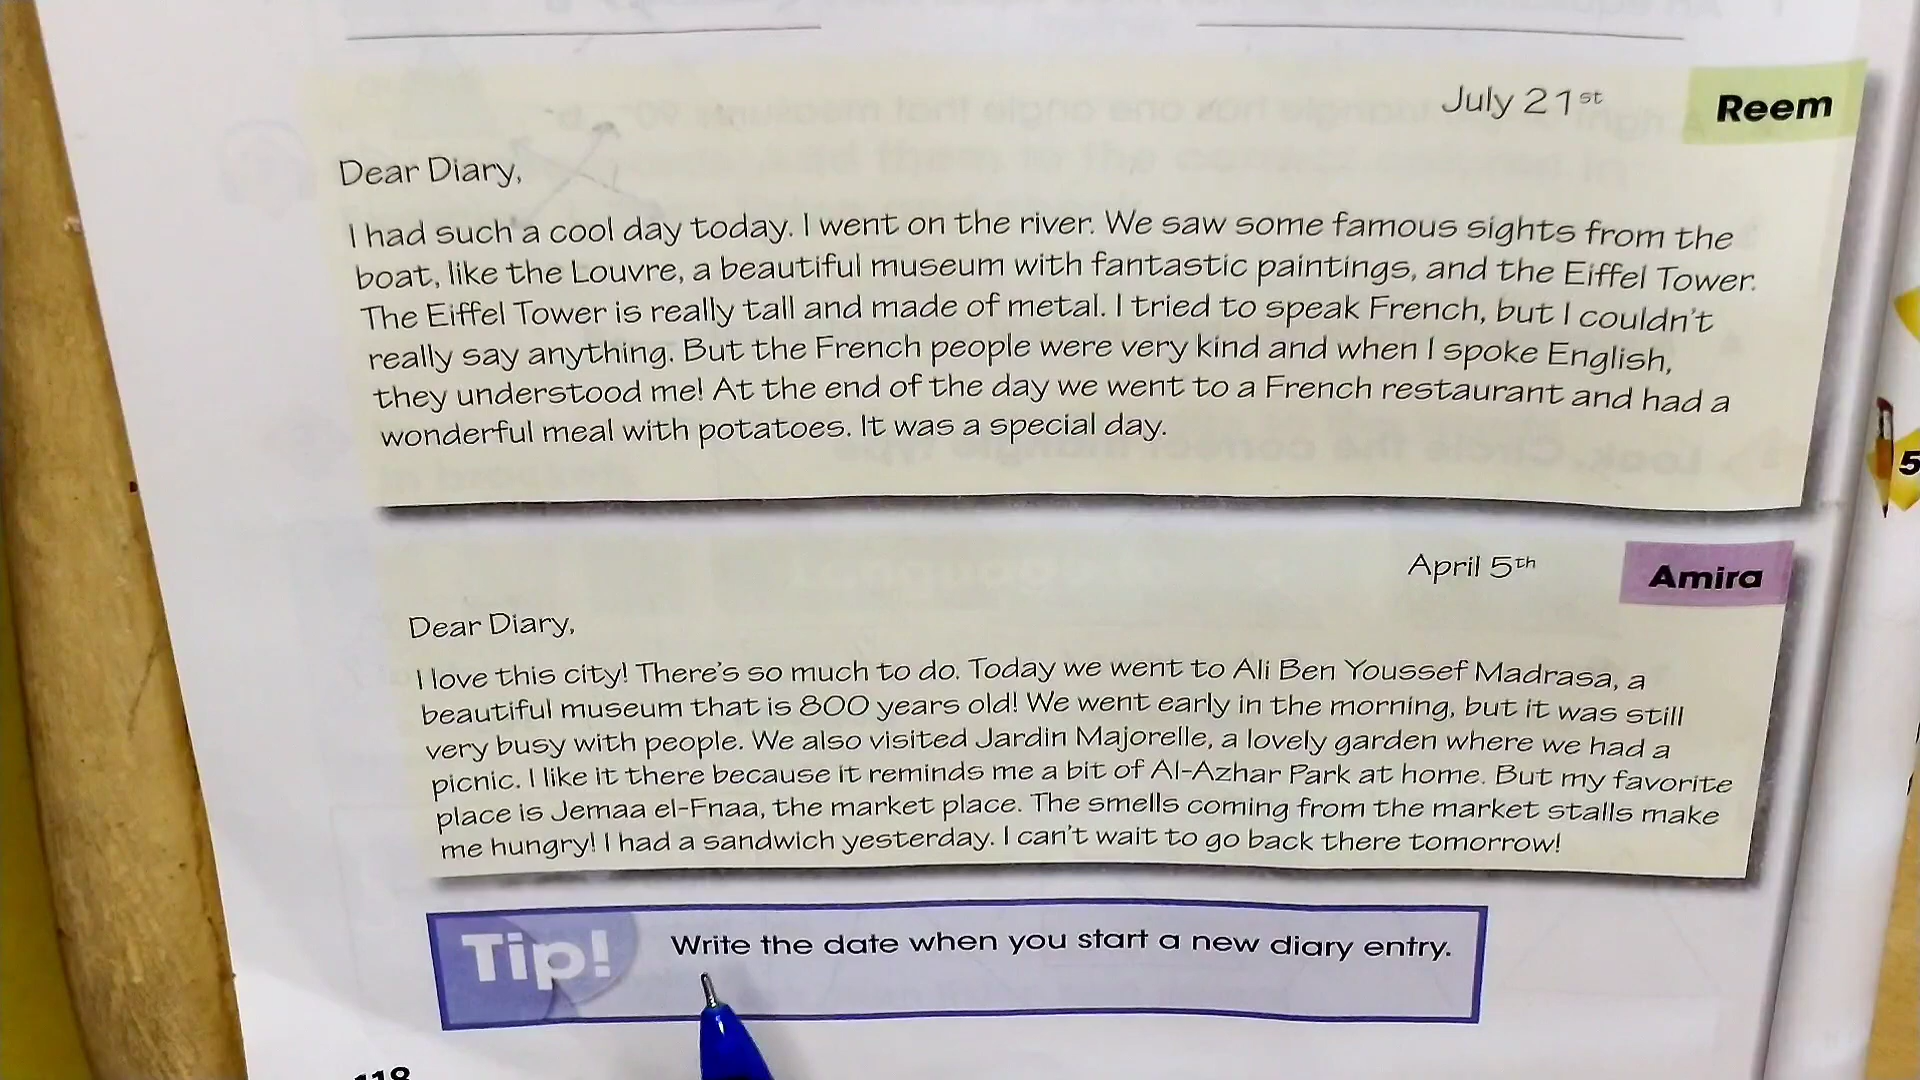 July 21st
Reem
Dear Diary,
I had such a cool day today. I went on the river. We saw some famous sights from the
boat, like the Louvre, a beautiful museum with fantastic paintings, and the Eiffel Tower.
The Eiffel Tower is really tall and made of metal. I tried to speak French, but I couldn't
really say anything. But the French people were very kind and when I spoke English,
they understood me! At the end of the day we went to a French restaurant and had a
wonderful meal with potatoes. It was a special day.
5
April 5th
Amira
Dear Diary,
I love this city! There's so much to do. Today we went to Ali Ben Youssef Madrasa, a
beautiful museum that is 800 years old! We went early in the morning, but it was still
very busy with people. We also visited Jardin Majorelle, a lovely garden where we had a
picnic. I like it there because it reminds me a bit of Al-Azhar Park at home. But my favorite
place is Jemaa el-Fnaa, the market place. The smells coming from the market stalls make
me hungry! I had a sandwich yesterday. I can't wait to go back there tomorrow!
Tip!
Write the date when you start a new diary entry.